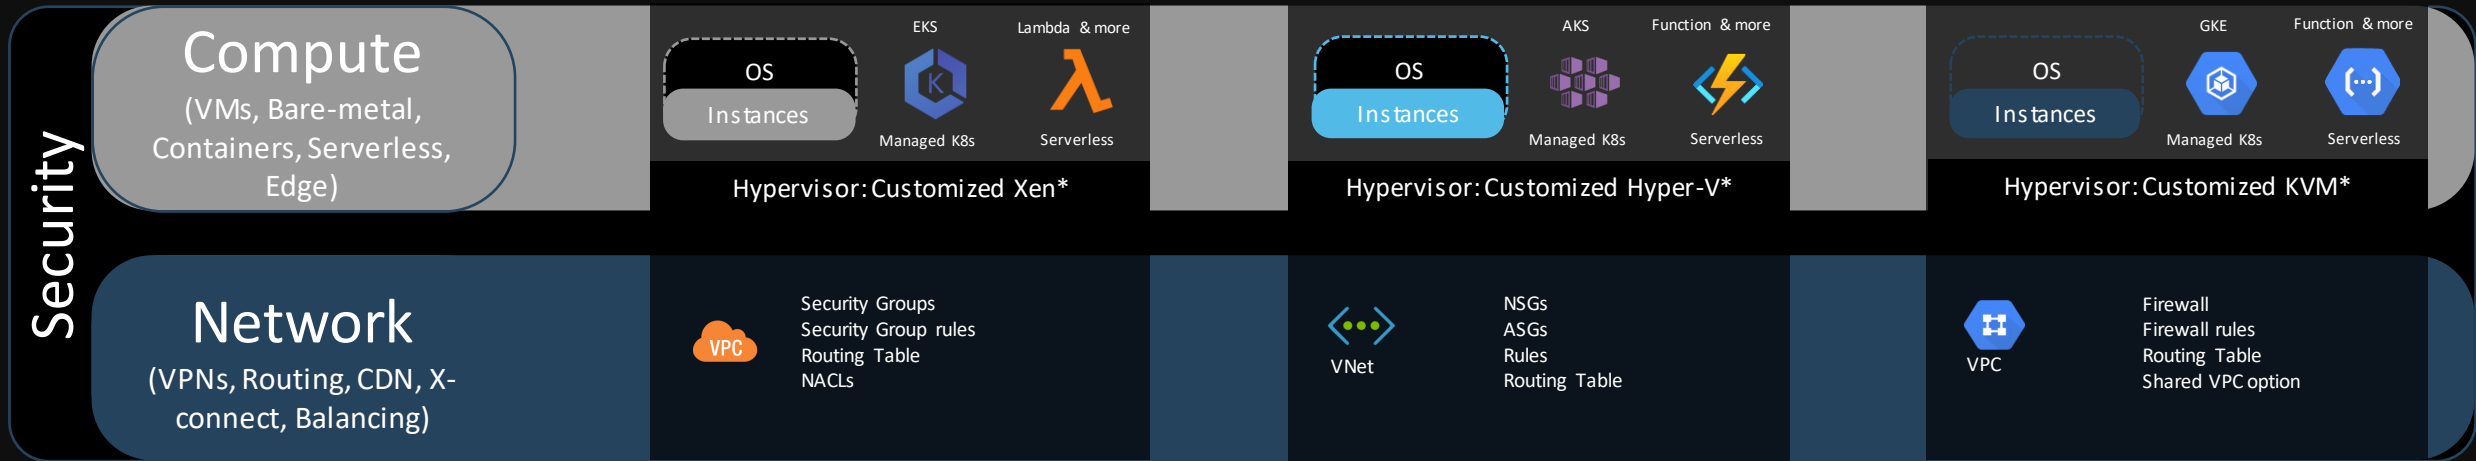 Security
Compute
(VMs, Bare-metal,
Containers, Serverless,
Edge)
OS
Instances
EKS
K
Managed K8s
Lambda & more
Serverless
Hypervisor: Customized Xen*
OS
Instances
AKS
Managed K8s
Function & more
Serverless
Hypervisor: Customized Hyper-V*
OS
Instances
GKE
Managed K8s
Function & more
Serverless
Hypervisor: Customized KVM*
Network
(VPNs, Routing, CDN, X-
connect, Balancing)
VPC
Security Groups
Security Group rules
Routing Table
NACLs
VNet
NSGs
ASGs
Rules
Routing Table
VPC
Firewall
Firewall rules
Routing Table
Shared VPC option